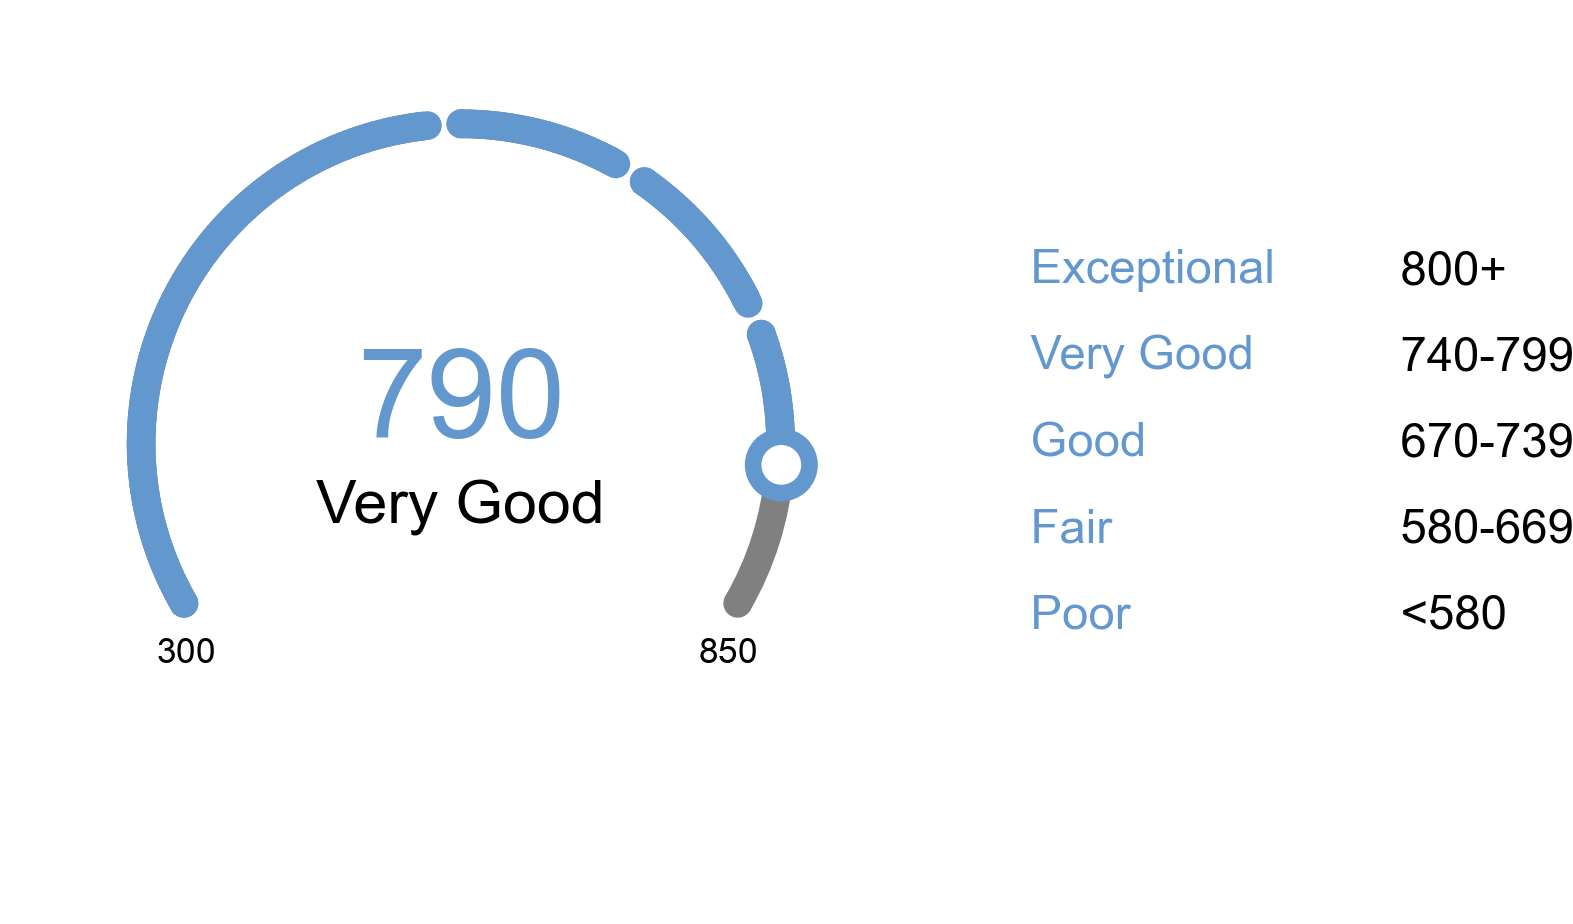 790
Very Good
300
850
Exceptional 800+
Very Good 740-799
Good 670-739
Fair 580-669
Poor <580